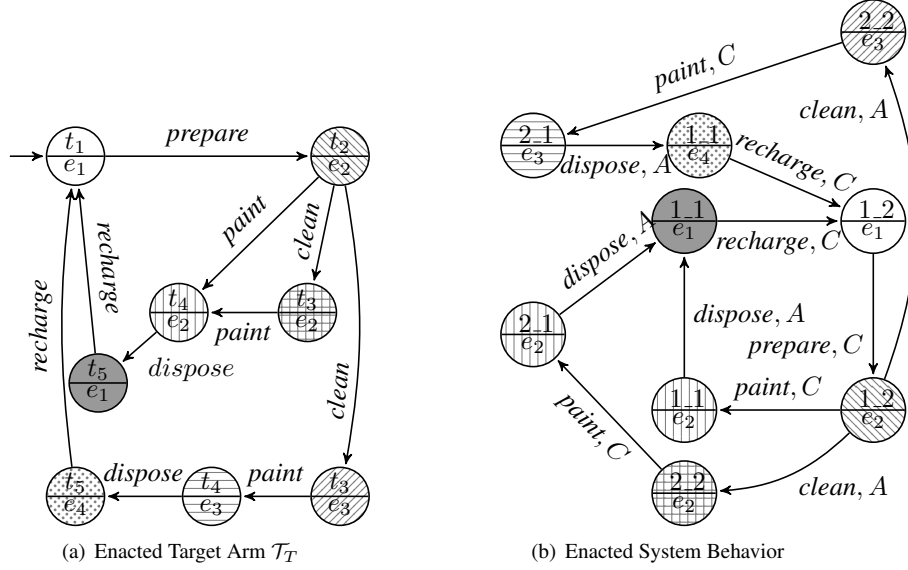 t1
e1
prepare
t2
e2
paint
clean
recharge
recharge
t4
e2
paint
t3
e2
dispose
t5
e1
clean
t5
e4
dispose
t4
e3
paint
t3
e3
(a) Enacted Target Arm 𝒯T
2_2
e3
paint, C
clean, A
2_1
e3
dispose, A
1_1
e4
recharge, C
1_1
e1
recharge, C
1_2
e1
dispose, A
2_1
e2
dispose, A
prepare, C
paint, C
1_1
e2
paint, C
1_2
e2
2_2
e2
clean, A
(b) Enacted System Behavior